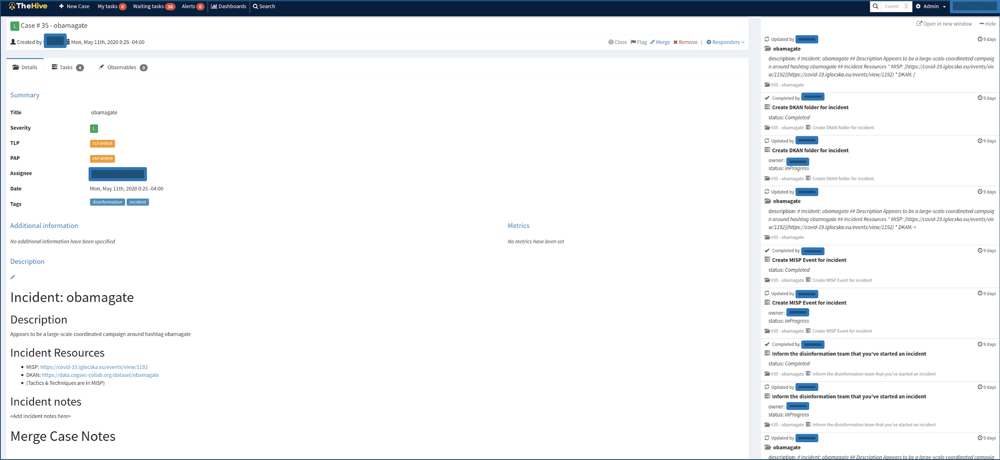 TheHive
New Case
My tasks 0
Waiting tasks 39
Alerts 0
Dashboards
Search
CaseId
Admin
L Case # 35 - obamagate
Created by
Mon, May 11th, 2020 0:25 -04:00
Close Flag Merge Remove | Responders
Details
Tasks 4
Observables 0
Summary
Title obamagate
Severity L
TLP TLP:AMBER
PAP PAP:AMBER
Assignee
Date Mon, May 11th, 2020 0:25 -04:00
Tags disinformation incident
Additional information
No additional information have been specified
Metrics
No metrics have been set
Description
Incident: obamagate
Description
Appears to be a large-scale coordinated campaign around hashtag obamagate
Incident Resources
• MISP: https://covid-19.iglocska.eu/events/view/1192
• DKAN: https://data.cogsec-collab.org/dataset/obamagate
• (Tactics & Techniques are in MISP)
Incident notes
<Add incident notes here>
Merge Case Notes
Open in new window Hide
Updated by 9 days
obamagate
description: # Incident: obamagate ## Description Appears to be a large-scale coordinated campaig
n around hashtag obamagate ## Incident Resources * MISP: [https://covid-19.iglocska.eu/events/vie
w/1192](https://covid-19.iglocska.eu/events/view/1192) * DKAN: [
#35 - obamagate
Completed by 9 days
Create DKAN folder for incident
status: Completed
#35 - obamagate Create DKAN folder for incident
Updated by 9 days
Create DKAN folder for incident
owner:
status: InProgress
#35 - obamagate Create DKAN folder for incident
Updated by 9 days
obamagate
description: # Incident: obamagate ## Description Appears to be a large-scale coordinated campaig
n around hashtag obamagate ## Incident Resources * MISP: [https://covid-19.iglocska.eu/events/vie
w/1192](https://covid-19.iglocska.eu/events/view/1192) * DKAN: <
#35 - obamagate
Completed by 9 days
Create MISP Event for incident
status: Completed
#35 - obamagate Create MISP Event for incident
Updated by 9 days
Create MISP Event for incident
owner:
status: InProgress
#35 - obamagate Create MISP Event for incident
Completed by 9 days
Inform the disinformation team that you've started an incident
status: Completed
#35 - obamagate Inform the disinformation team that you've started an incident
Updated by 9 days
Inform the disinformation team that you've started an incident
owner:
status: InProgress
#35 - obamagate Inform the disinformation team that you've started an incident
Updated by 9 days
obamagate
description: # Incident: obamagate ## Description Appears to be a large-scale coordinated campaig